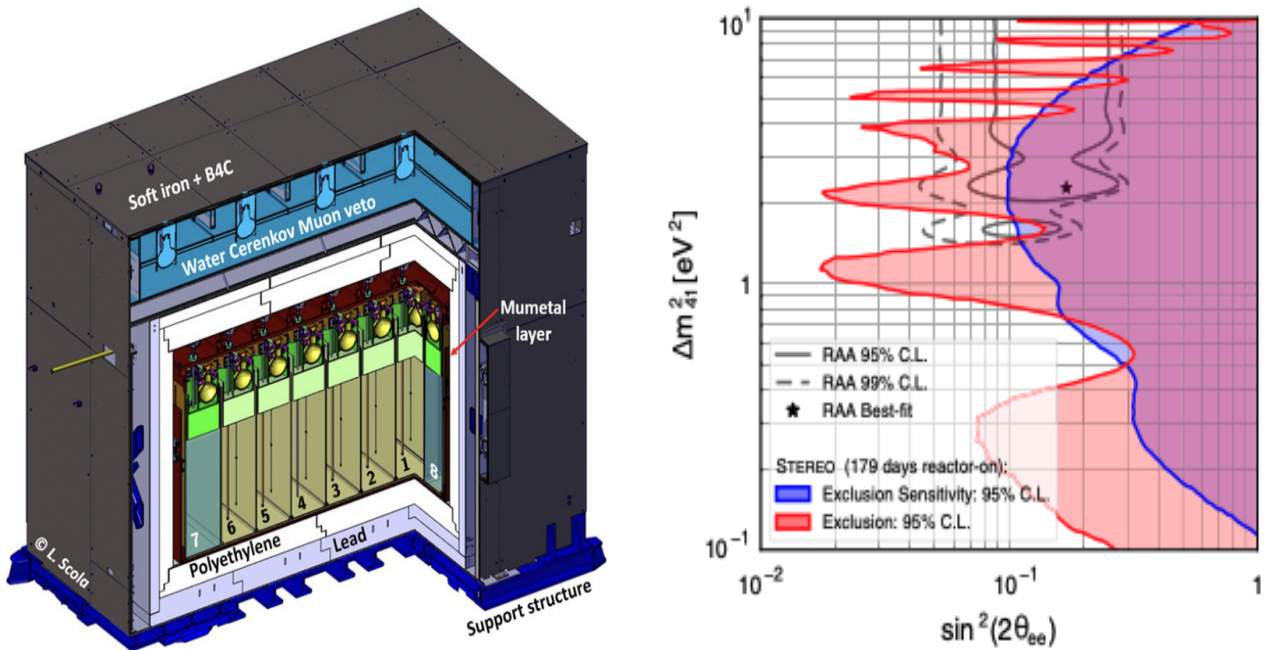 Soft iron + B4C
Water Cerenkov Muon veto
Mumetal
layer
1
2
3
4
5
6
7
8
Polyethylene
Lead
© L. Scola
Support structure
10¹
1
10⁻¹
Δm²₄₁ [eV²]
RAA 95% C.L.
RAA 99% C.L.
RAA Best-fit
STEREO (179 days reactor-on):
Exclusion Sensitivity: 95% C.L.
Exclusion: 95% C.L.
10⁻²
10⁻¹
1
sin²(2θₑₑ)